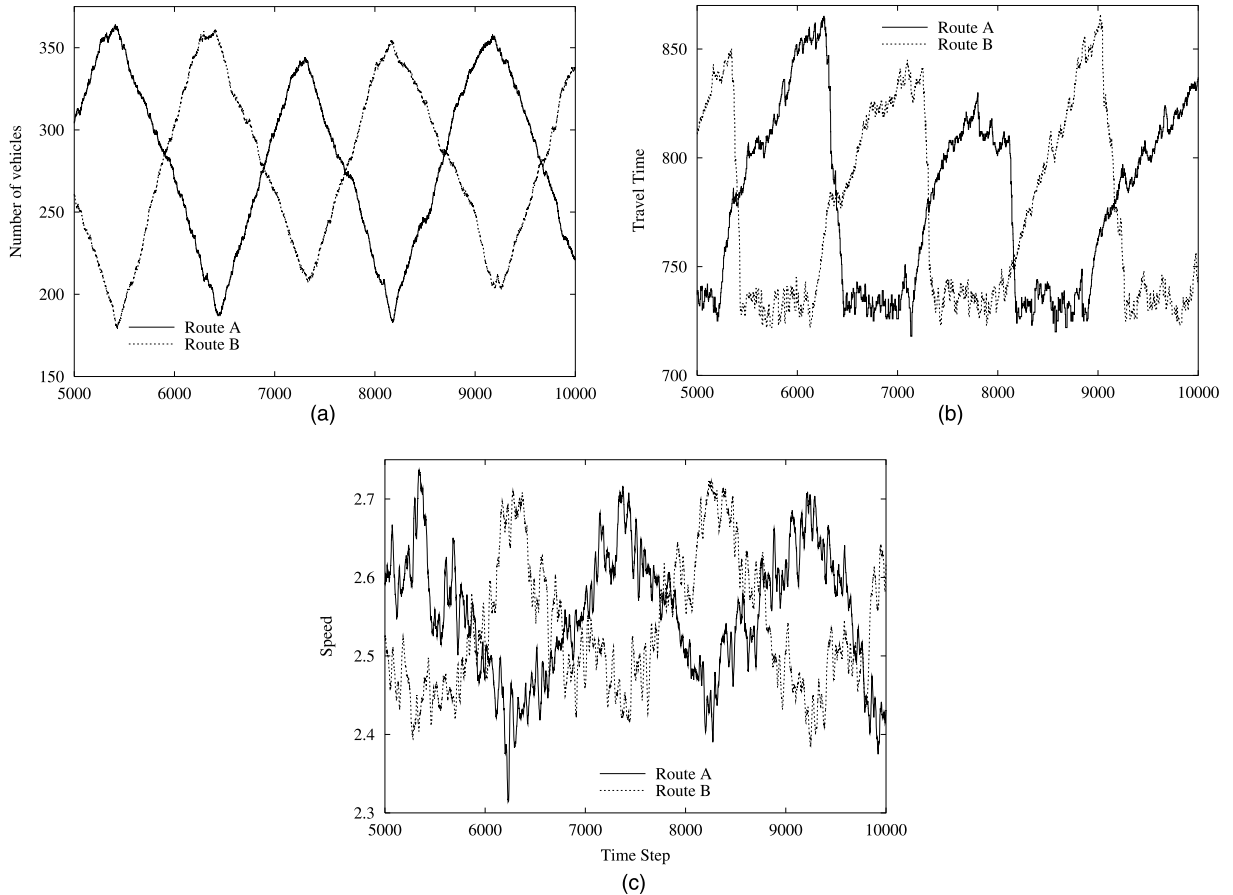 350
300
250
200
150
Number of vehicles
Route A
Route B
5000 6000 7000 8000 9000 10000
(a)
850
800
750
700
Travel Time
Route A
Route B
5000 6000 7000 8000 9000 10000
(b)
2.7
2.6
2.5
2.4
2.3
Speed
Route A
Route B
5000 6000 7000 8000 9000 10000
Time Step
(c)